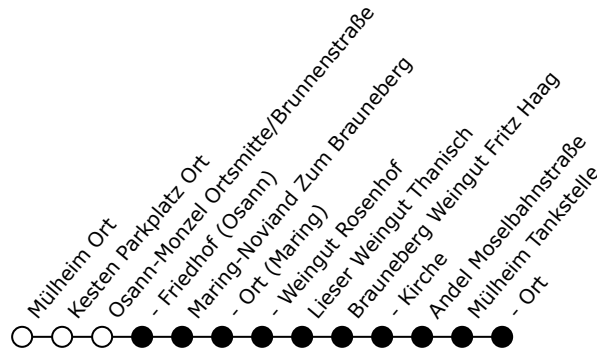 Mülheim Ort
Kesten Parkplatz Ort
Osann-Monzel Ortsmitte/Brunnenstraße
- Friedhof (Osann)
Maring-Noviand Zum Brauneberg
- Ort (Maring)
- Weingut Rosenhof
Lieser Weingut Thanisch
Brauneberg Weingut Fritz Haag
- Kirche
Andel Moselbahnstraße
Mülheim Tankstelle
- Ort